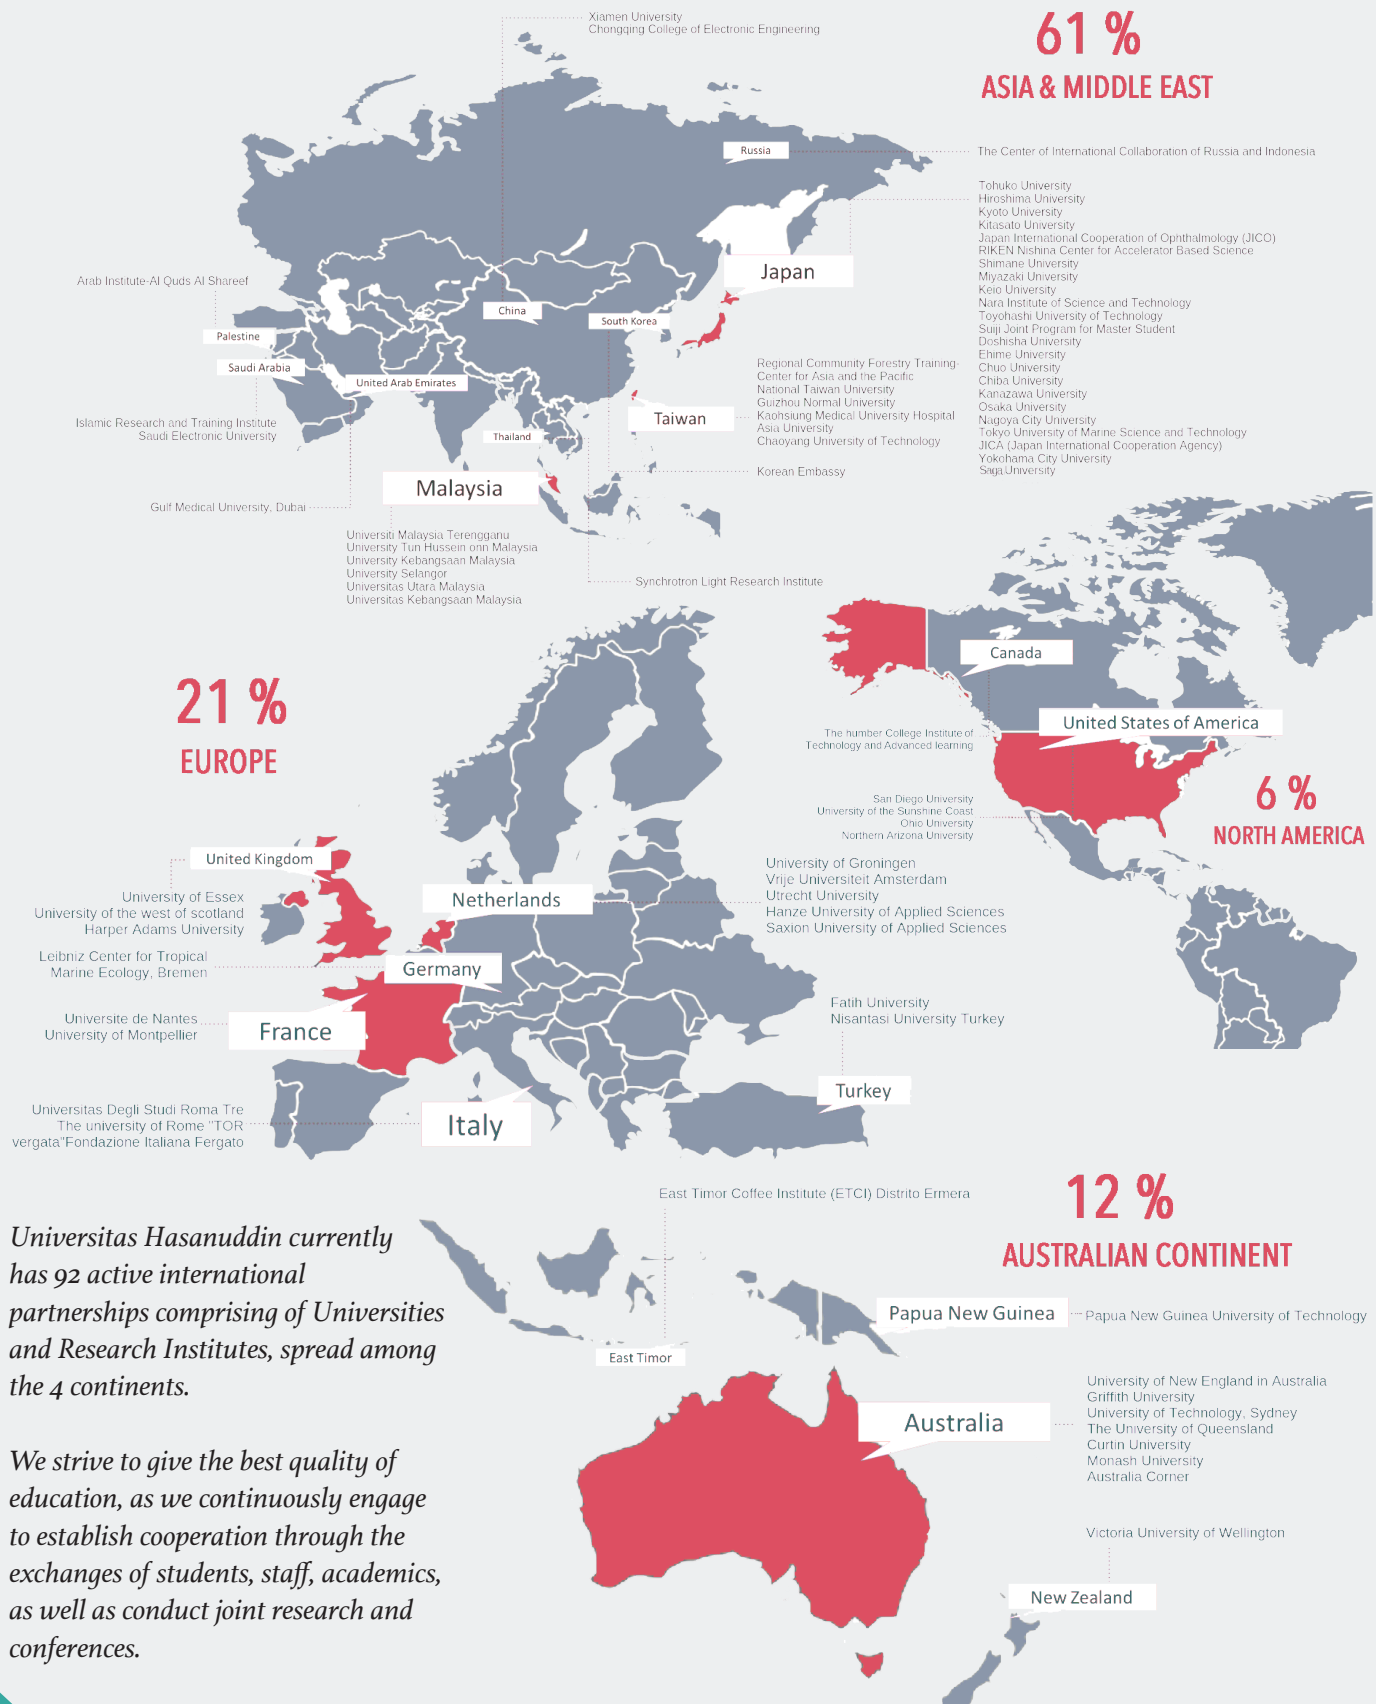 Xiamen University
Chongqing College of Electronic Engineering
61 %
ASIA & MIDDLE EAST
Russia
The Center of International Collaboration of Russia and Indonesia
Tohuko University
Hiroshima University
Kyoto University
Kitasato University
Japan International Cooperation of Ophthalmology (JICO)
RIKEN Nishina Center for Accelerator Based Science
Shimane University
Miyazaki University
Keio University
Nara Institute of Science and Technology
Toyohashi University of Technology
Suiji Joint Program for Master Student
Doshisha University
Ehime University
Chuo University
Chiba University
Kanazawa University
Osaka University
Nagoya City University
Tokyo University of Marine Science and Technology
JICA (Japan International Cooperation Agency)
Yokohama City University
Saga University
Japan
Arab Institute-Al Quds Al Shareef
China
South Korea
Palestine
Saudi Arabia
United Arab Emirates
Regional Community Forestry Training-
Center for Asia and the Pacific
National Taiwan University
Guizhou Normal University
Kaohsiung Medical University Hospital
Asia University
Chaoyang University of Technology
Taiwan
Islamic Research and Training Institute
Saudi Electronic University
Thailand
Korean Embassy
Malaysia
Gulf Medical University, Dubai
Universiti Malaysia Terengganu
University Tun Hussein onn Malaysia
University Kebangsaan Malaysia
University Selangor
Universitas Utara Malaysia
Universitas Kebangsaan Malaysia
Synchrotron Light Research Institute
21 %
EUROPE
Canada
United States of America
The humber College Institute of
Technology and Advanced learning
6 %
NORTH AMERICA
San Diego University
University of the Sunshine Coast
Ohio University
Northern Arizona University
United Kingdom
University of Essex
University of the west of scotland
Harper Adams University
Netherlands
University of Groningen
Vrije Universiteit Amsterdam
Utrecht University
Hanze University of Applied Sciences
Saxion University of Applied Sciences
Leibniz Center for Tropical
Marine Ecology, Bremen
Germany
Universite de Nantes
University of Montpellier
France
Fatih University
Nisantasi University Turkey
Turkey
Universitas Degli Studi Roma Tre
The university of Rome "TOR
vergata"Fondazione Italiana Fergato
Italy
East Timor Coffee Institute (ETCI) Distrito Ermera
12 %
AUSTRALIAN CONTINENT
Universitas Hasanuddin currently
has 92 active international
partnerships comprising of Universities
and Research Institutes, spread among
the 4 continents.
Papua New Guinea
Papua New Guinea University of Technology
East Timor
Australia
University of New England in Australia
Griffith University
University of Technology, Sydney
The University of Queensland
Curtin University
Monash University
Australia Corner
We strive to give the best quality of
education, as we continuously engage
to establish cooperation through the
exchanges of students, staff, academics,
as well as conduct joint research and
conferences.
Victoria University of Wellington
New Zealand